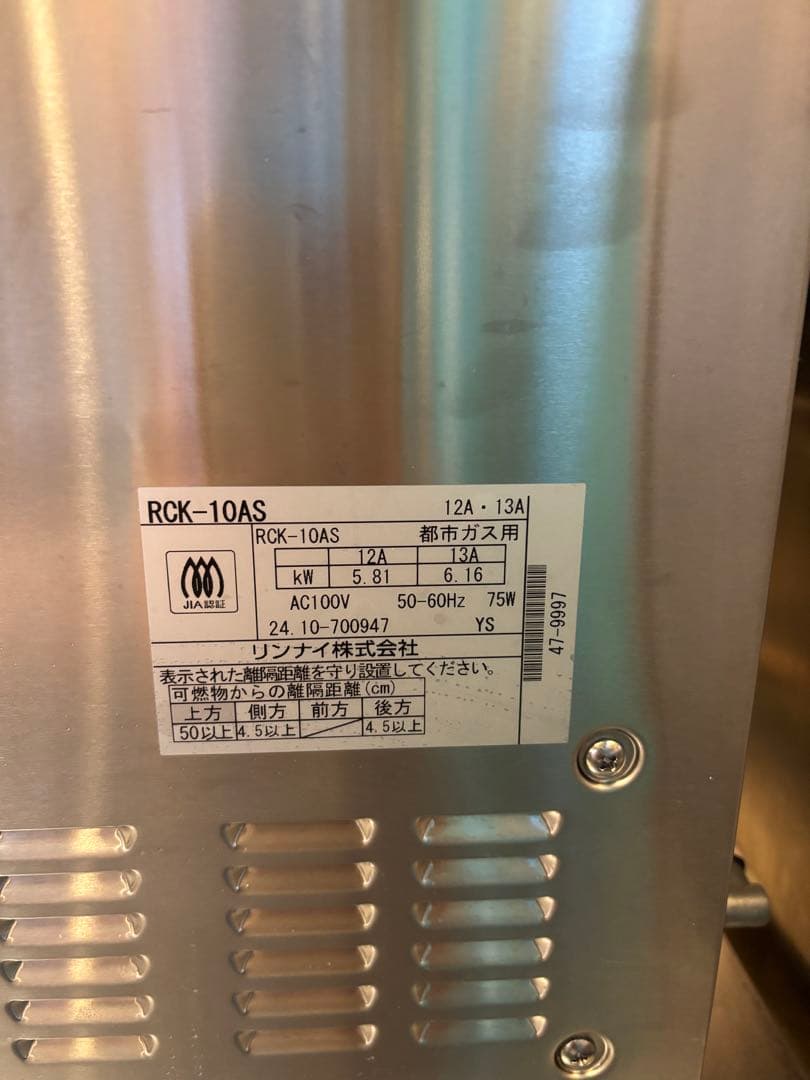 RCK-10AS 12A・13A
RCK-10AS 都市ガス用
12A 13A
kW 5.81 6.16
JIA認証
AC100V 50-60Hz 75W
24.10-700947 YS
リンナイ株式会社
表示された離隔距離を守り設置してください。
可燃物からの離隔距離(cm)
上方 側方 前方 後方
50以上 4.5以上 4.5以上
47-9997